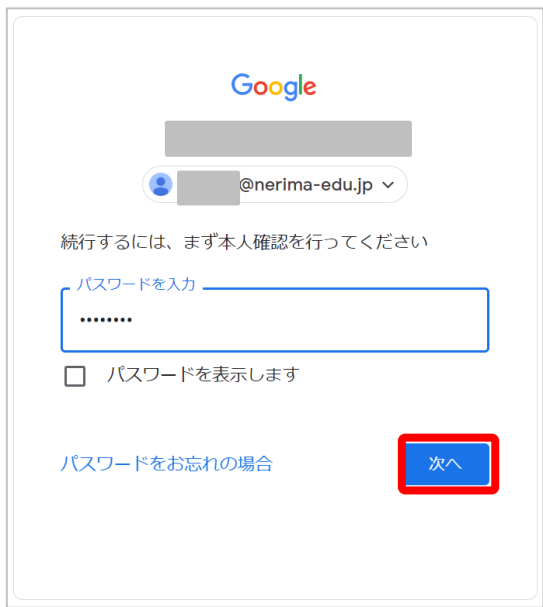 Google
@nerima-edu.jp
続行するには、まず本人確認を行ってください
パスワードを入力
••••••••
パスワードを表示します
パスワードをお忘れの場合
次へ